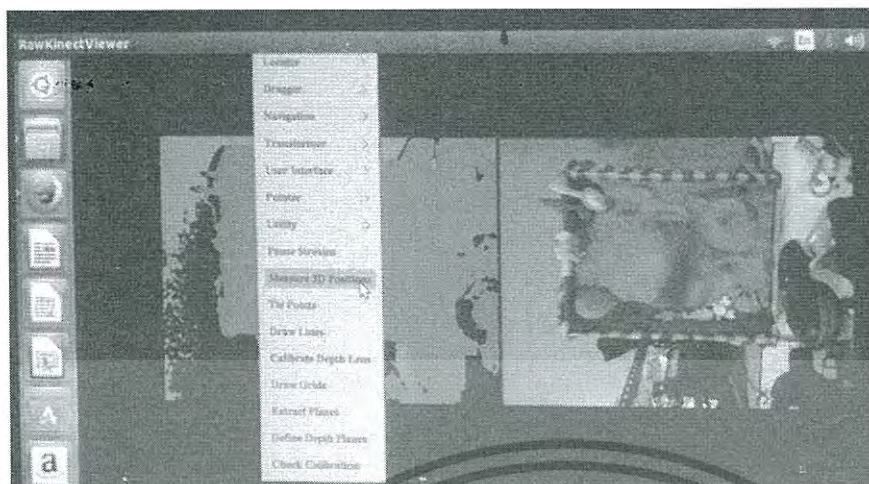 RawKinectViewer
En
Locator
Dragger
Navigation
Transformer
User Interface
Pointer
Utility
Pause Streams
Measure 3D Positions
Tie Points
Draw Lines
Calibrate Depth Lens
Draw Grids
Extract Planes
Define Depth Planes
Check Calibration
A
a